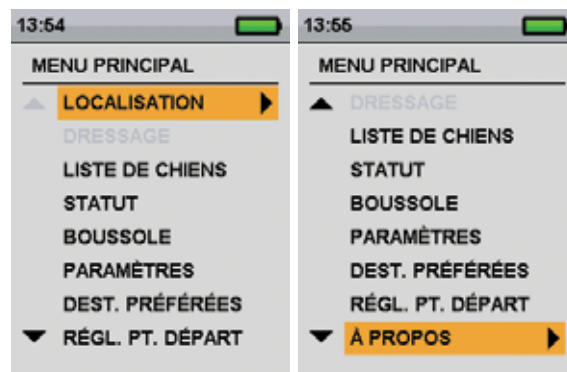 13:54
MENU PRINCIPAL
LOCALISATION
DRESSAGE
LISTE DE CHIENS
STATUT
BOUSSOLE
PARAMÈTRES
DEST. PRÉFÉRÉES
RÉGL. PT. DÉPART
13:55
MENU PRINCIPAL
DRESSAGE
LISTE DE CHIENS
STATUT
BOUSSOLE
PARAMÈTRES
DEST. PRÉFÉRÉES
RÉGL. PT. DÉPART
À PROPOS